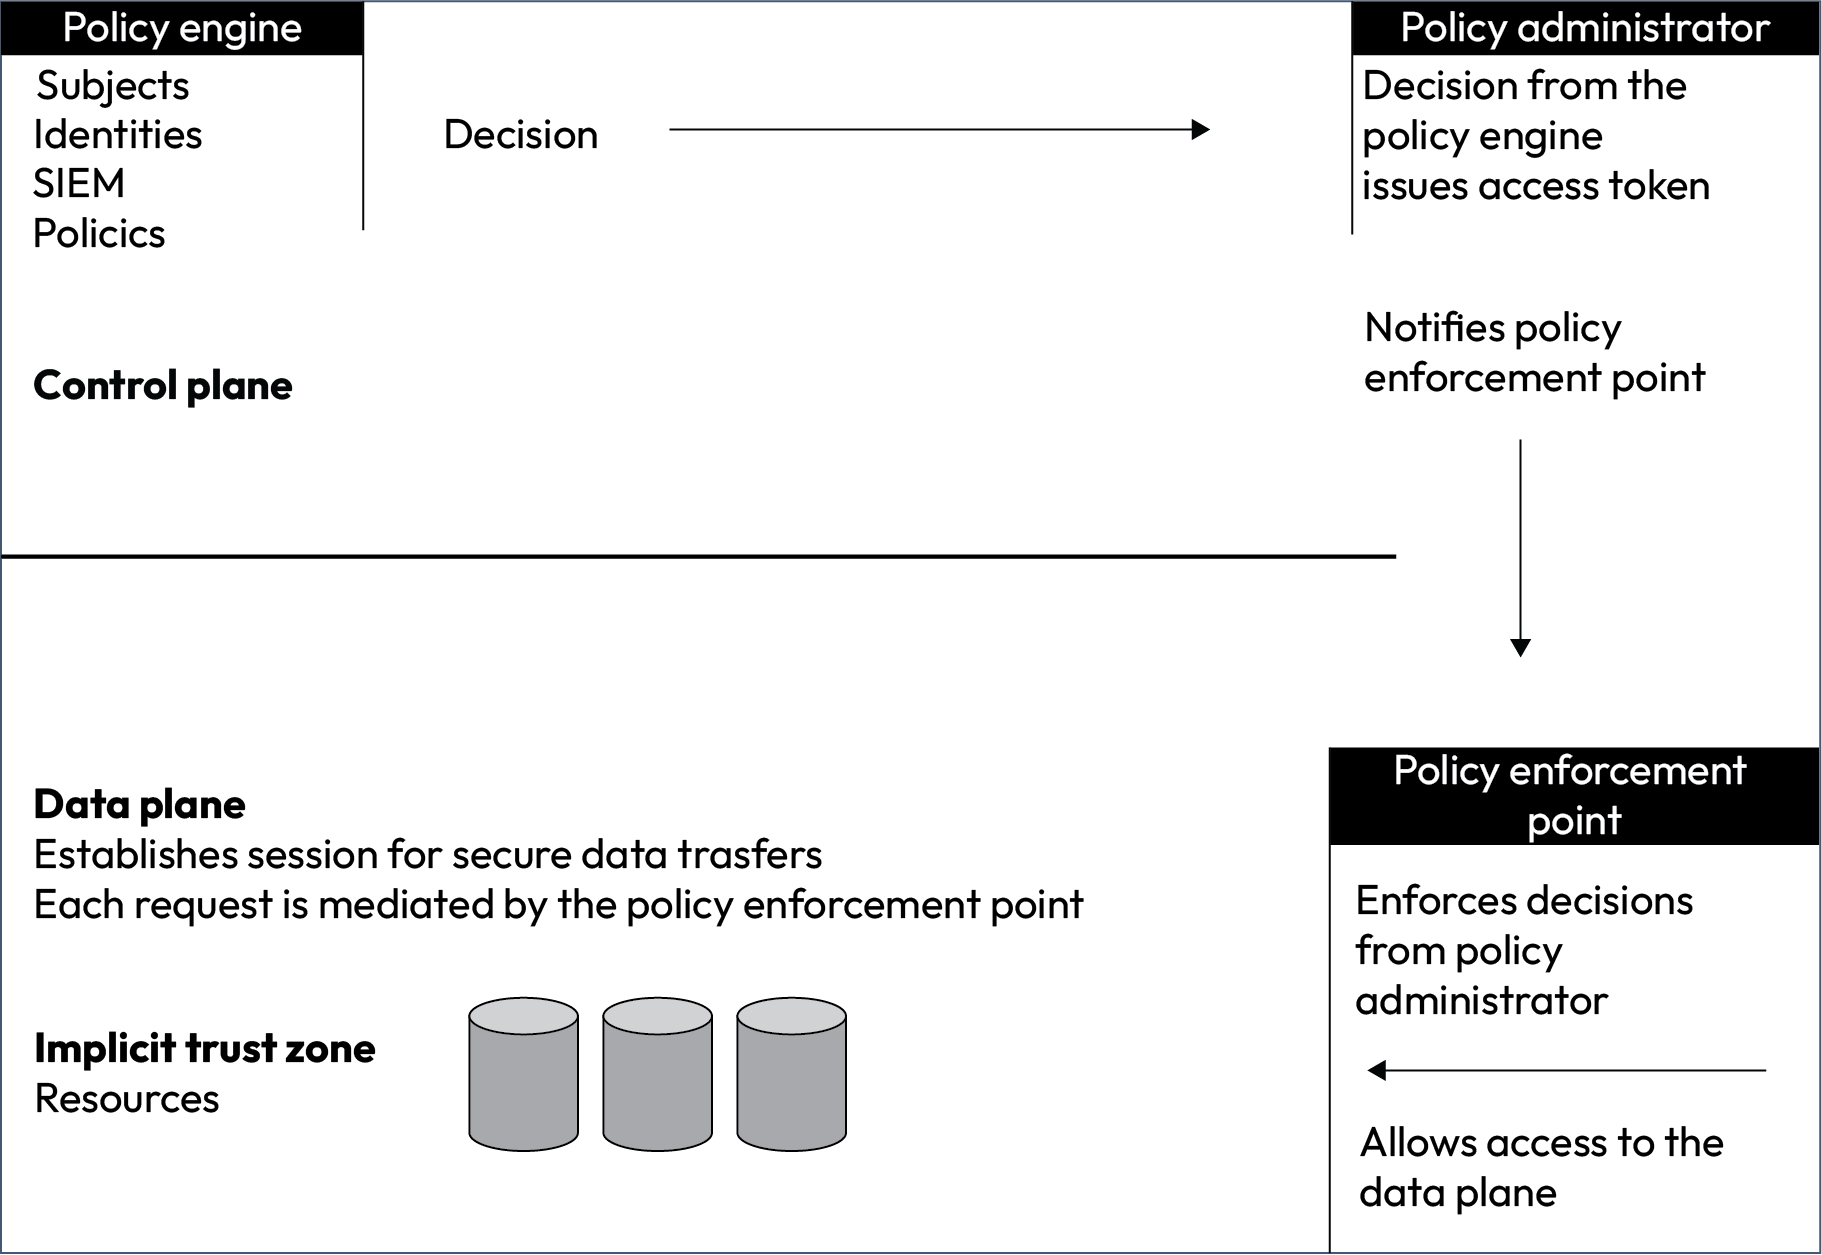 Policy engine
Subjects
Identities
SIEM
Policics
Decision
Policy administrator
Decision from the
policy engine
issues access token
Notifies policy
enforcement point
Control plane
Data plane
Establishes session for secure data trasfers
Each request is mediated by the policy enforcement point
Implicit trust zone
Resources
Policy enforcement
point
Enforces decisions
from policy
administrator
Allows access to the
data plane